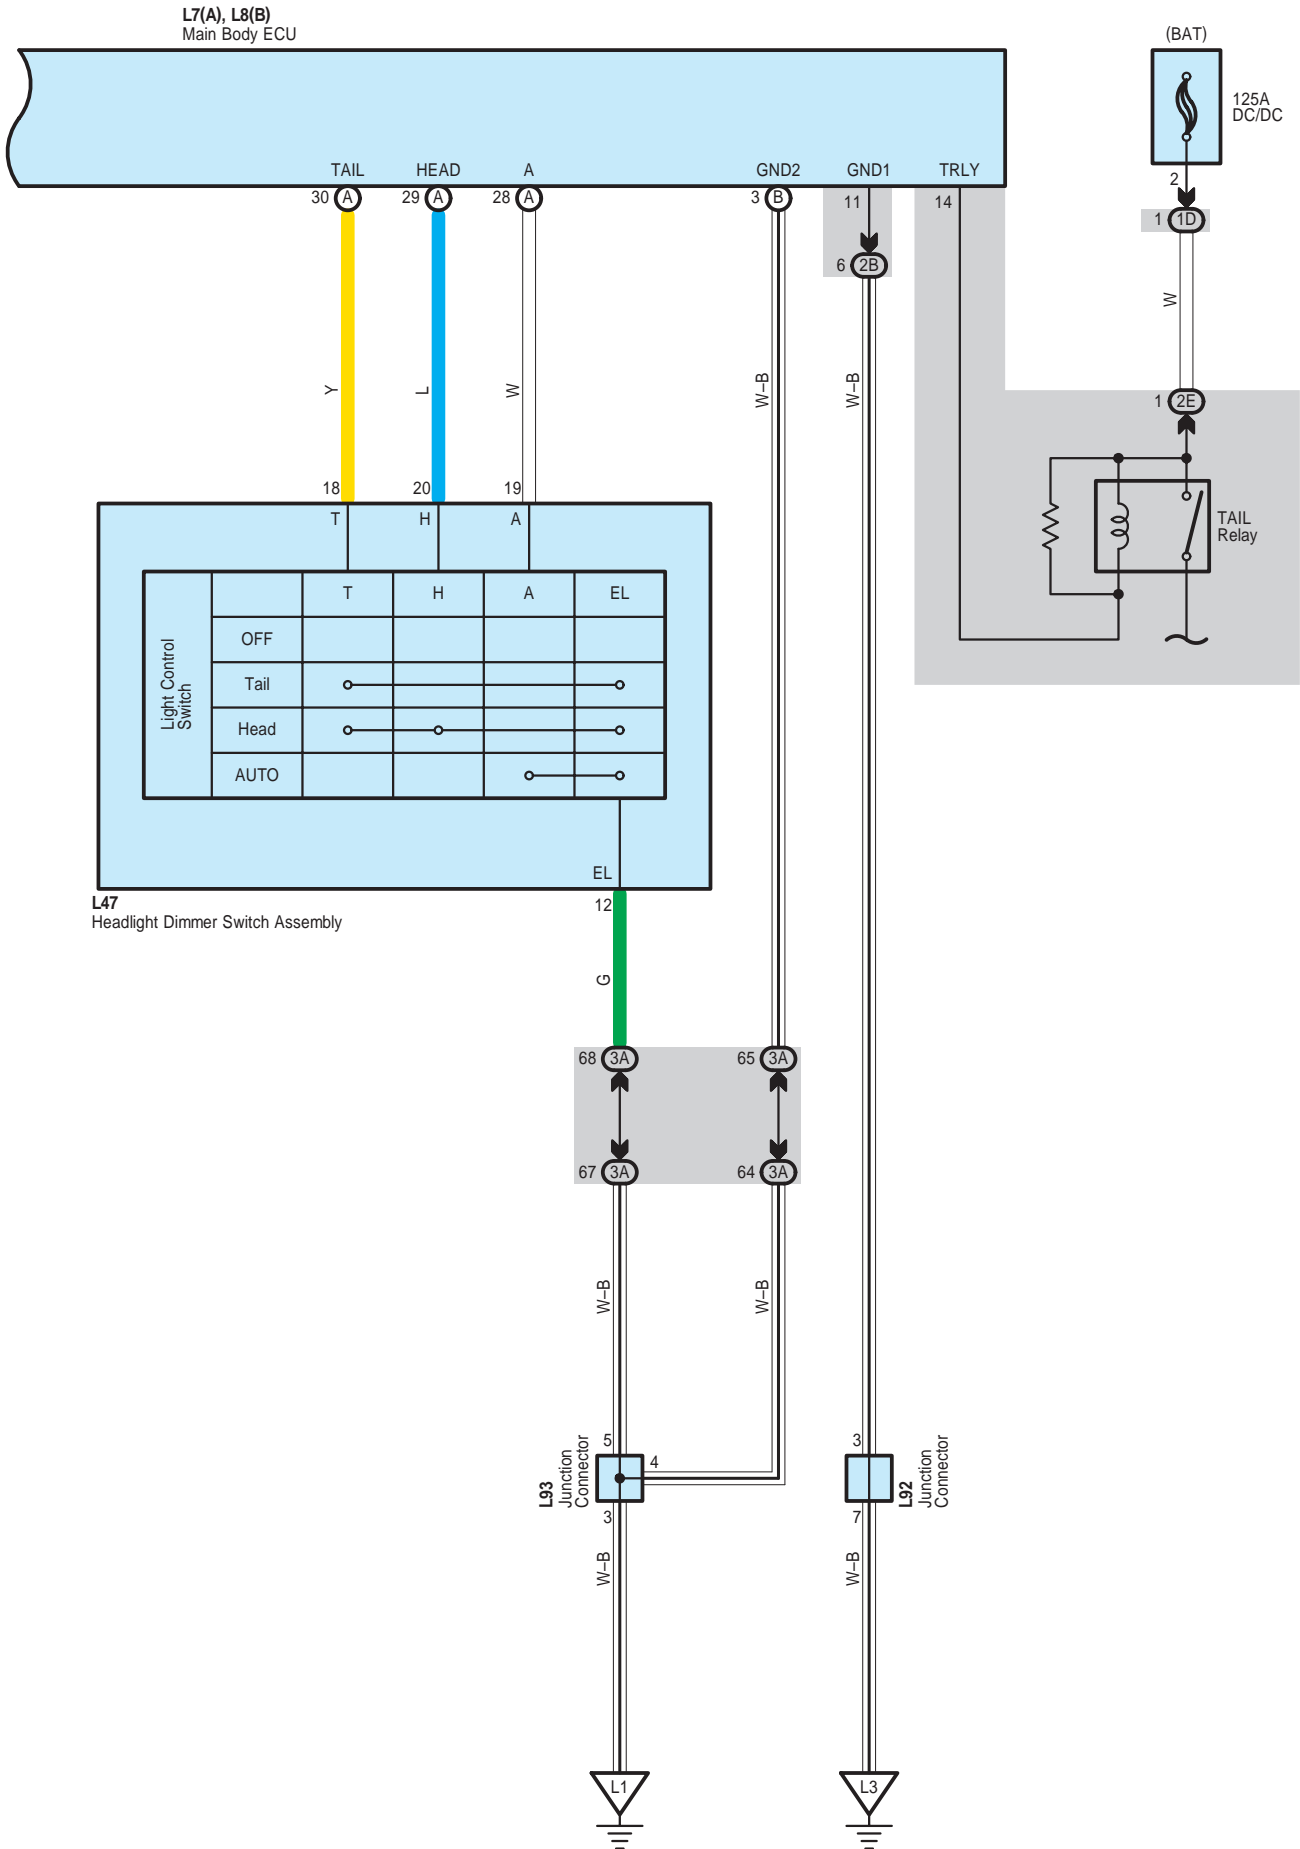 L7(A), L8(B)
Main Body ECU
(BAT)
125A
DC/DC
TAIL
HEAD
A
GND2
GND1
TRLY
30 A
29 A
28 A
3 B
11
14
2
1 1D
6 2B
Y
L
W
W–B
W–B
W
1 2E
TAIL
Relay
18
20
19
T
H
A
T
H
A
EL
Light Control
Switch
OFF
Tail
Head
AUTO
EL
L47
Headlight Dimmer Switch Assembly
12
G
68 3A
65 3A
67 3A
64 3A
W–B
W–B
5
4
3
L93
Junction
Connector
3
7
L92
Junction
Connector
W–B
W–B
L1
L3